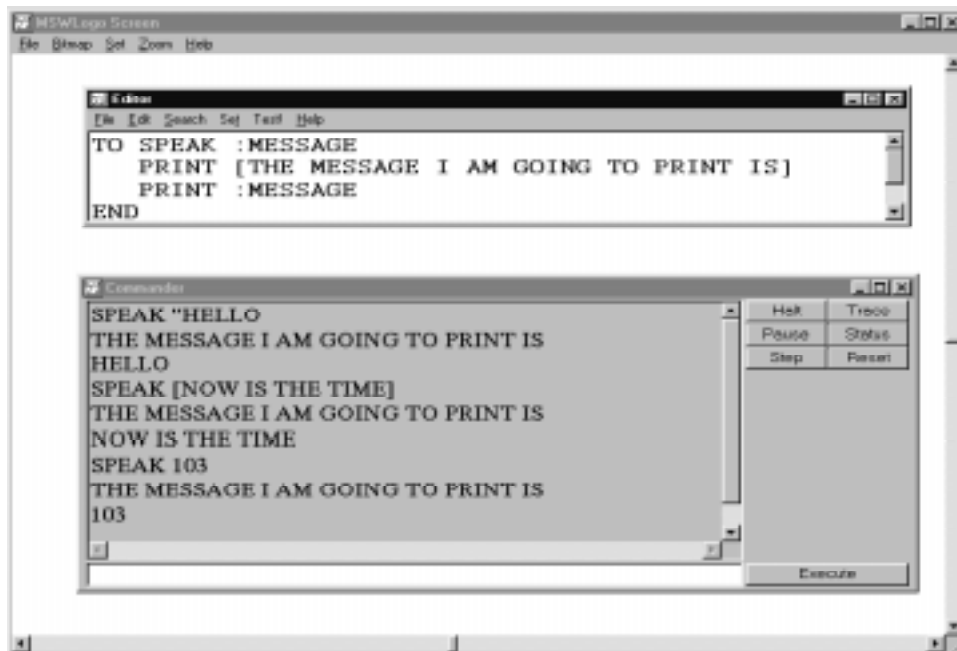 MSWLogo Screen
File Bitmap Set Zoom Help
Editor
File Edit Search Set Test! Help
TO SPEAK :MESSAGE
PRINT [THE MESSAGE I AM GOING TO PRINT IS]
PRINT :MESSAGE
END
Commander
SPEAK "HELLO
THE MESSAGE I AM GOING TO PRINT IS
HELLO
SPEAK [NOW IS THE TIME]
THE MESSAGE I AM GOING TO PRINT IS
NOW IS THE TIME
SPEAK 103
THE MESSAGE I AM GOING TO PRINT IS
103
Halt Trace
Pause Status
Step Reset
Execute